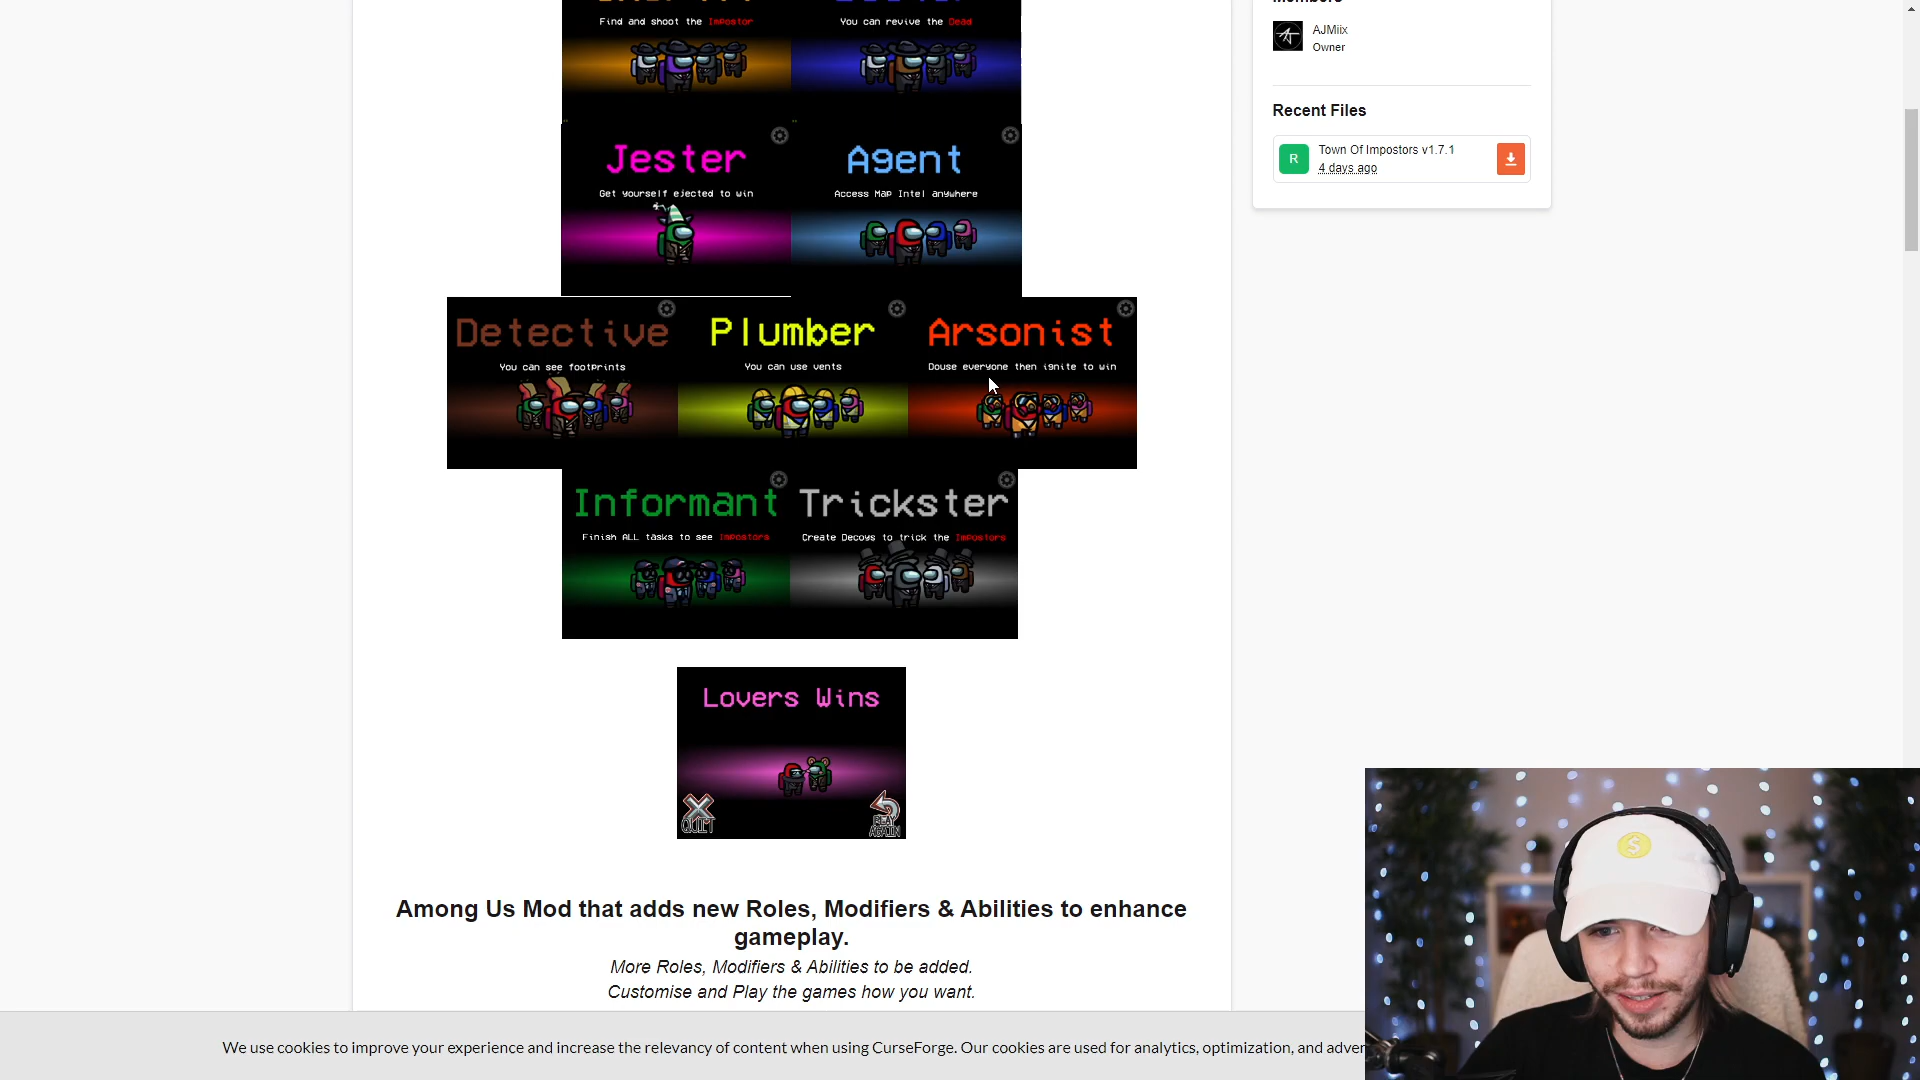 Find and shoot the Impostor
You can revive the Dead
Members
AJMiix
Owner
Recent Files
R
Town Of Impostors v1.7.1
4 days ago
Jester
Agent
Get yourself ejected to win
Access Map Intel anywhere
Detective
Plumber
Arsonist
You can see footprints
You can use vents
Douse everyone then ignite to win
Informant
Trickster
Finish ALL tasks to see Impostors
Create Decoys to trick the Impostors
Lovers Wins
QUIT
PLAY AGAIN
Among Us Mod that adds new Roles, Modifiers & Abilities to enhance
gameplay.
More Roles, Modifiers & Abilities to be added.
Customise and Play the games how you want.
We use cookies to improve your experience and increase the relevancy of content when using CurseForge. Our cookies are used for analytics, optimization, and adver